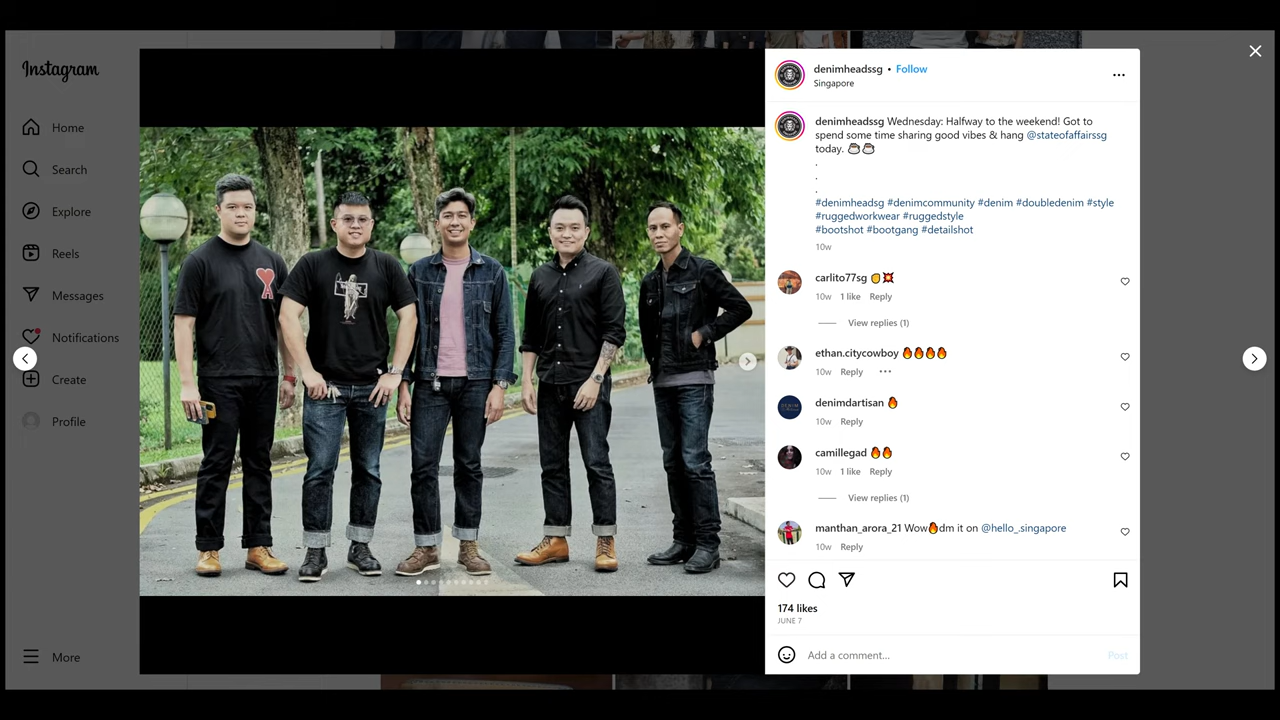 Instagram
Home
Search
Explore
Reels
Messages
Notifications
Create
Profile
More
denimheadssg • Follow
Singapore
denimheadssg Wednesday: Halfway to the weekend! Got to
spend some time sharing good vibes & hang @stateofaffairssg
today. ☕☕
.
.
.
#denimheadsg #denimcommunity #denim #doubledenim #style
#ruggedworkwear #ruggedstyle
#bootshot #bootgang #detailshot
10w
carlito77sg 👊💥
10w 1 like Reply
View replies (1)
ethan.citycowboy 🔥🔥🔥🔥
10w Reply
denimdartisan 🔥
10w Reply
camillegad 🔥🔥
10w 1 like Reply
View replies (1)
manthan_arora_21 Wow🔥dm it on @hello_.singapore
10w Reply
174 likes
JUNE 7
Add a comment...
Post